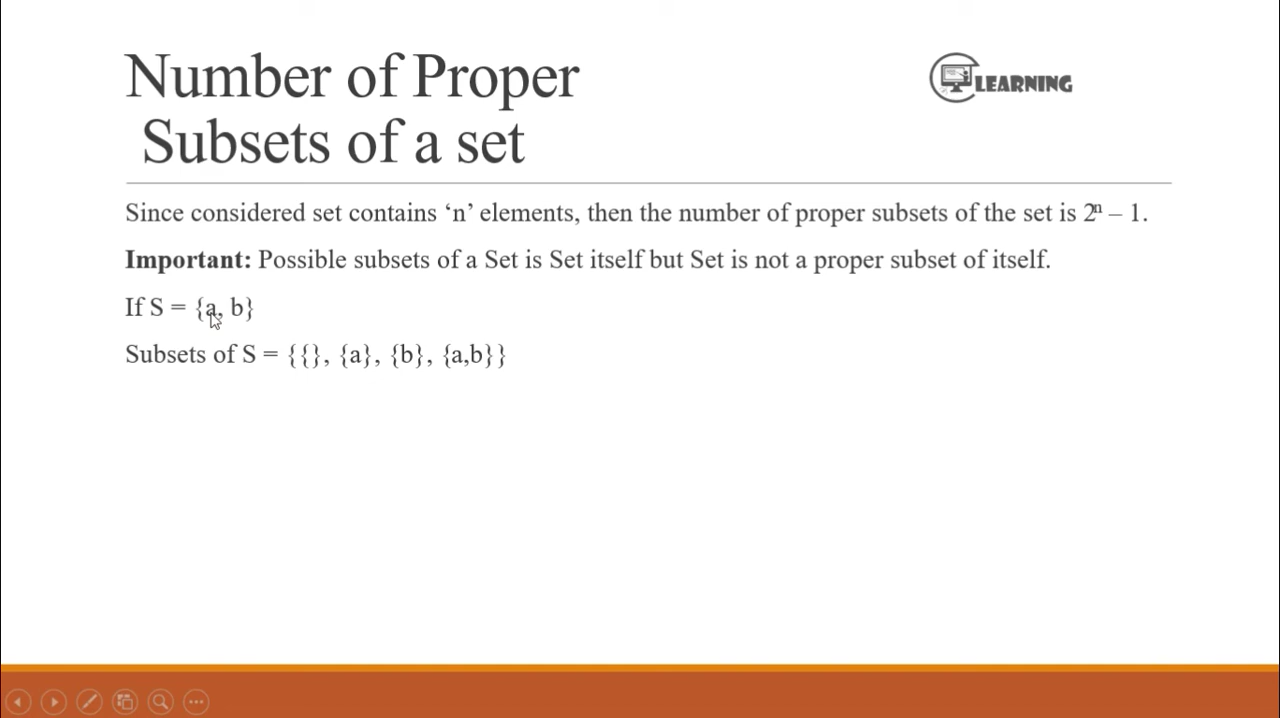 Number of Proper
Subsets of a set
LEARNING
Since considered set contains ‘n’ elements, then the number of proper subsets of the set is 2ⁿ – 1.
Important: Possible subsets of a Set is Set itself but Set is not a proper subset of itself.
If S = {a, b}
Subsets of S = {{}, {a}, {b}, {a,b}}